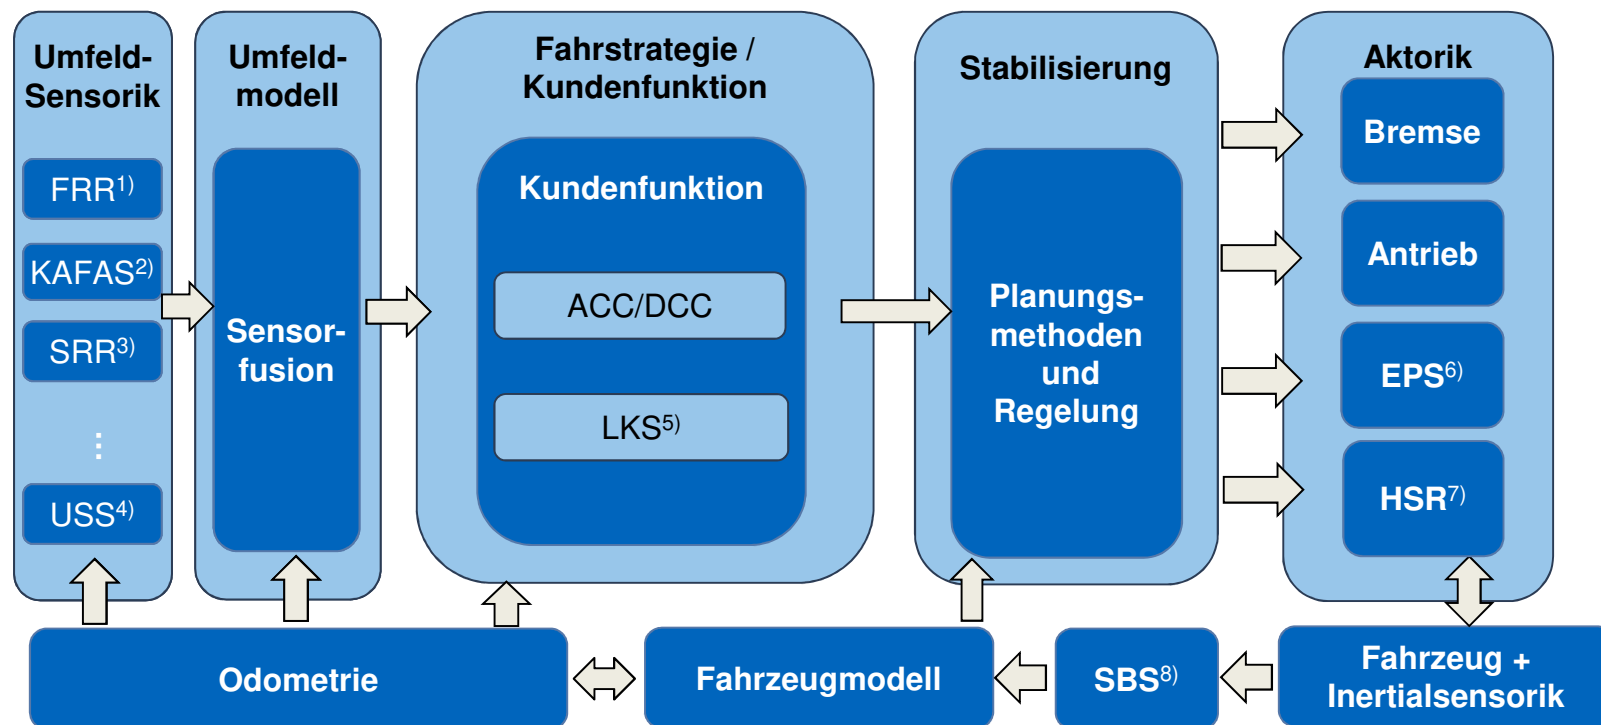 Umfeld-
Sensorik
FRR1)
KAFAS2)
SRR3)
...
USS4)
Umfeld-
modell
Sensor-
fusion
Fahrstrategie /
Kundenfunktion
Kundenfunktion
ACC/DCC
LKS5)
Stabilisierung
Planungs-
methoden
und
Regelung
Aktorik
Bremse
Antrieb
EPS6)
HSR7)
Odometrie
Fahrzeugmodell
SBS8)
Fahrzeug +
Inertialsensorik